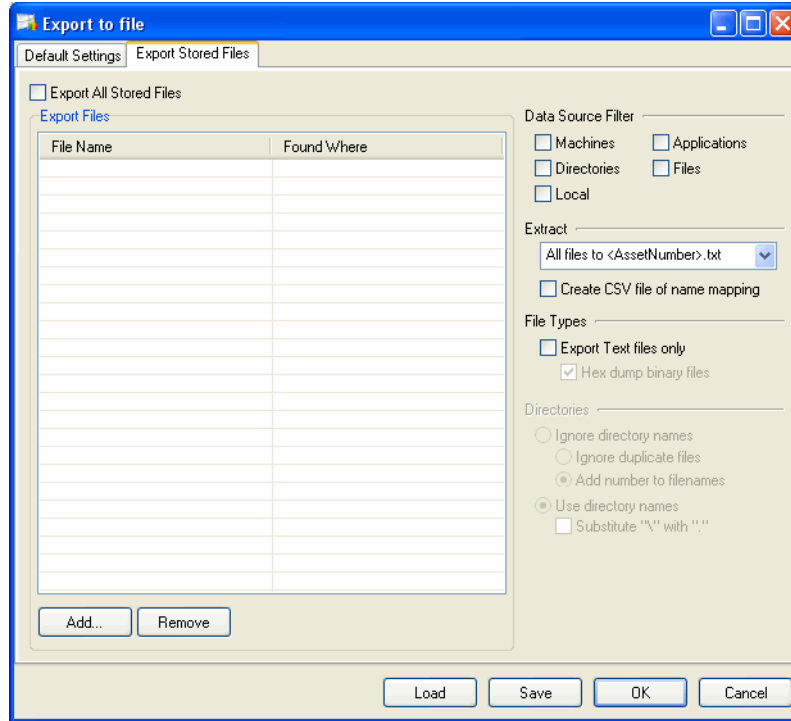 Export to file
Default Settings
Export Stored Files
Export All Stored Files
Export Files
File Name
Found Where
Add...
Remove
Data Source Filter
Machines
Applications
Directories
Files
Local
Extract
All files to <AssetNumber>.txt
Create CSV file of name mapping
File Types
Export Text files only
Hex dump binary files
Directories
Ignore directory names
Ignore duplicate files
Add number to filenames
Use directory names
Substitute "\" with "."
Load
Save
OK
Cancel